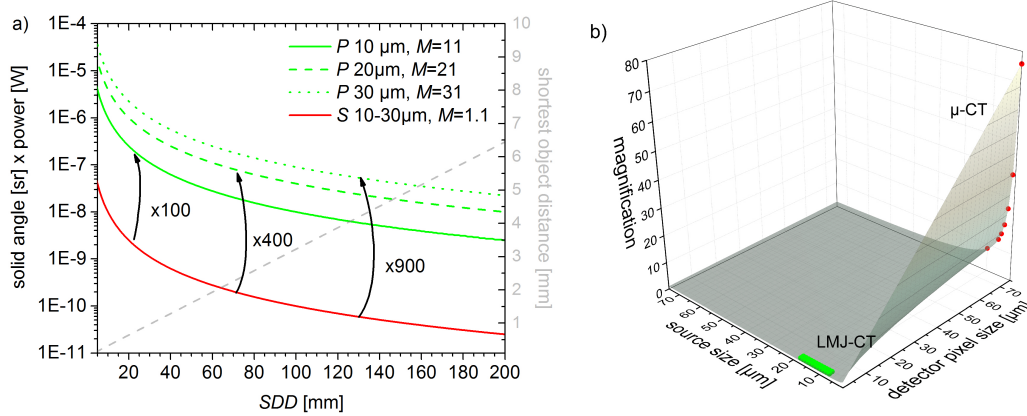 a)
1E-4
1E-5
1E-6
1E-7
1E-8
1E-9
1E-10
1E-11
solid angle [sr] x power [W]
P 10 µm, M=11
P 20µm, M=21
P 30 µm, M=31
S 10-30µm, M=1.1
x100
x400
x900
20 40 60 80 100 120 140 160 180 200
SDD [mm]
10
9
8
7
6
5
4
3
2
1
shortest object distance [mm]
b)
80
70
60
50
40
30
20
10
0
magnification
µ-CT
LMJ-CT
70 60 50 40 30 20 10
source size [µm]
10 20 30 40 50 60 70
detector pixel size [µm]